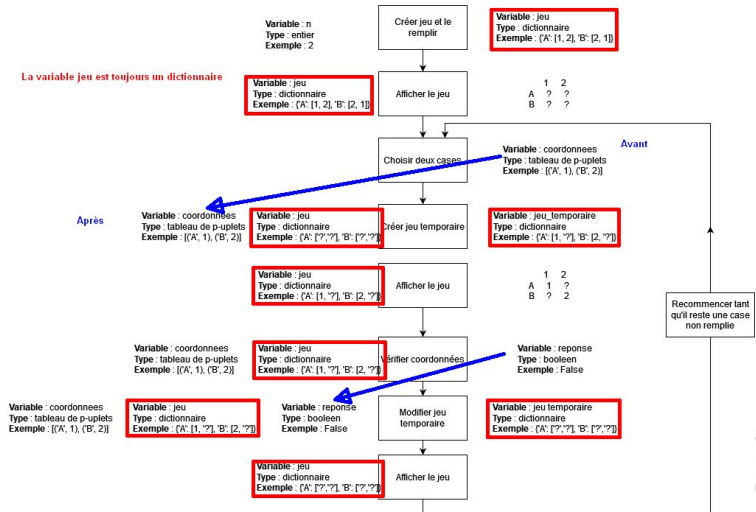 Variable : n
Type : entier
Exemple : 2
Créer jeu et le
remplir
Variable : jeu
Type : dictionnaire
Exemple : {'A': [1, 2], 'B': [2, 1]}
La variable jeu est toujours un dictionnaire
Variable : jeu
Type : dictionnaire
Exemple : {'A': [1, 2], 'B': [2, 1]}
Afficher le jeu
1 2
A ? ?
B ? ?
Choisir deux cases
Avant
Variable : coordonnees
Type : tableau de p-uplets
Exemple : [('A', 1), ('B', 2)]
Après
Variable : coordonnees
Type : tableau de p-uplets
Exemple : [('A', 1), ('B', 2)]
Variable : jeu
Type : dictionnaire
Exemple : {'A': ['?','?'], 'B': ['?','?']}
Créer jeu temporaire
Variable : jeu_temporaire
Type : dictionnaire
Exemple : {'A': [1, '?'], 'B': [2, '?']}
Variable : jeu
Type : dictionnaire
Exemple : {'A': [1, '?'], 'B': [2, '?']}
Afficher le jeu
1 2
A 1 ?
B ? 2
Recommencer tant
qu'il reste une case
non remplie
Variable : coordonnees
Type : tableau de p-uplets
Exemple : [('A', 1), ('B', 2)]
Variable : jeu
Type : dictionnaire
Exemple : {'A': [1, '?'], 'B': [2, '?']}
Vérifier coordonnées
Variable : reponse
Type : booleen
Exemple : False
Variable : coordonnees
Type : tableau de p-uplets
Exemple : [('A', 1), ('B', 2)]
Variable : jeu
Type : dictionnaire
Exemple : {'A': [1, '?'], 'B': [2, '?']}
Variable : reponse
Type : booleen
Exemple : False
Modifier jeu
temporaire
Variable : jeu temporaire
Type : dictionnaire
Exemple : {'A': ['?','?'], 'B': ['?','?']}
Variable : jeu
Type : dictionnaire
Exemple : {'A': ['?','?'], 'B': ['?','?']}
Afficher le jeu